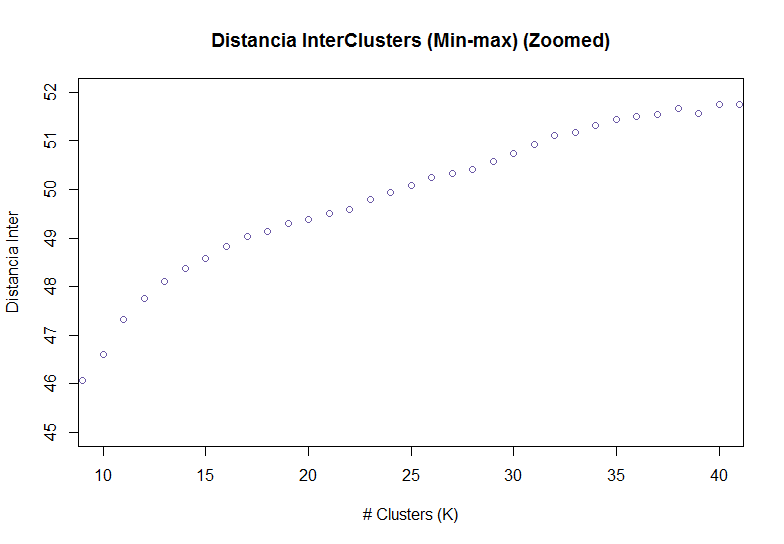 Distancia InterClusters (Min-max) (Zoomed)
52
51
50
49
48
47
46
45
Distancia Inter
10 15 20 25 30 35 40
# Clusters (K)